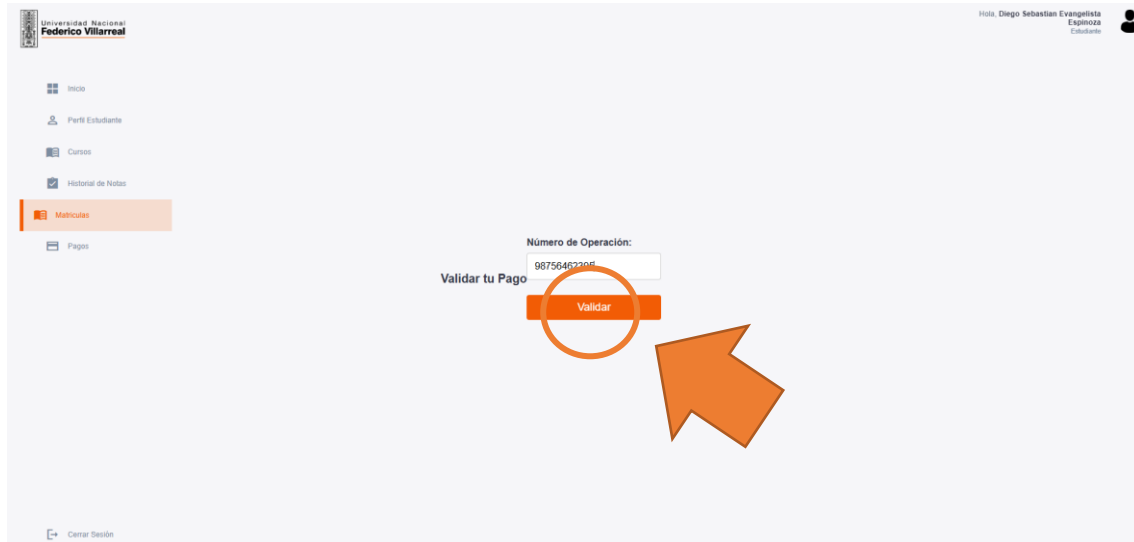 Universidad Nacional
Federico Villarreal
Hola, Diego Sebastian Evangelista
Espinoza
Estudiante
Inicio
Perfil Estudiante
Cursos
Historial de Notas
Matriculas
Pagos
Número de Operación:
Validar tu Pago
Validar
Cerrar Sesión